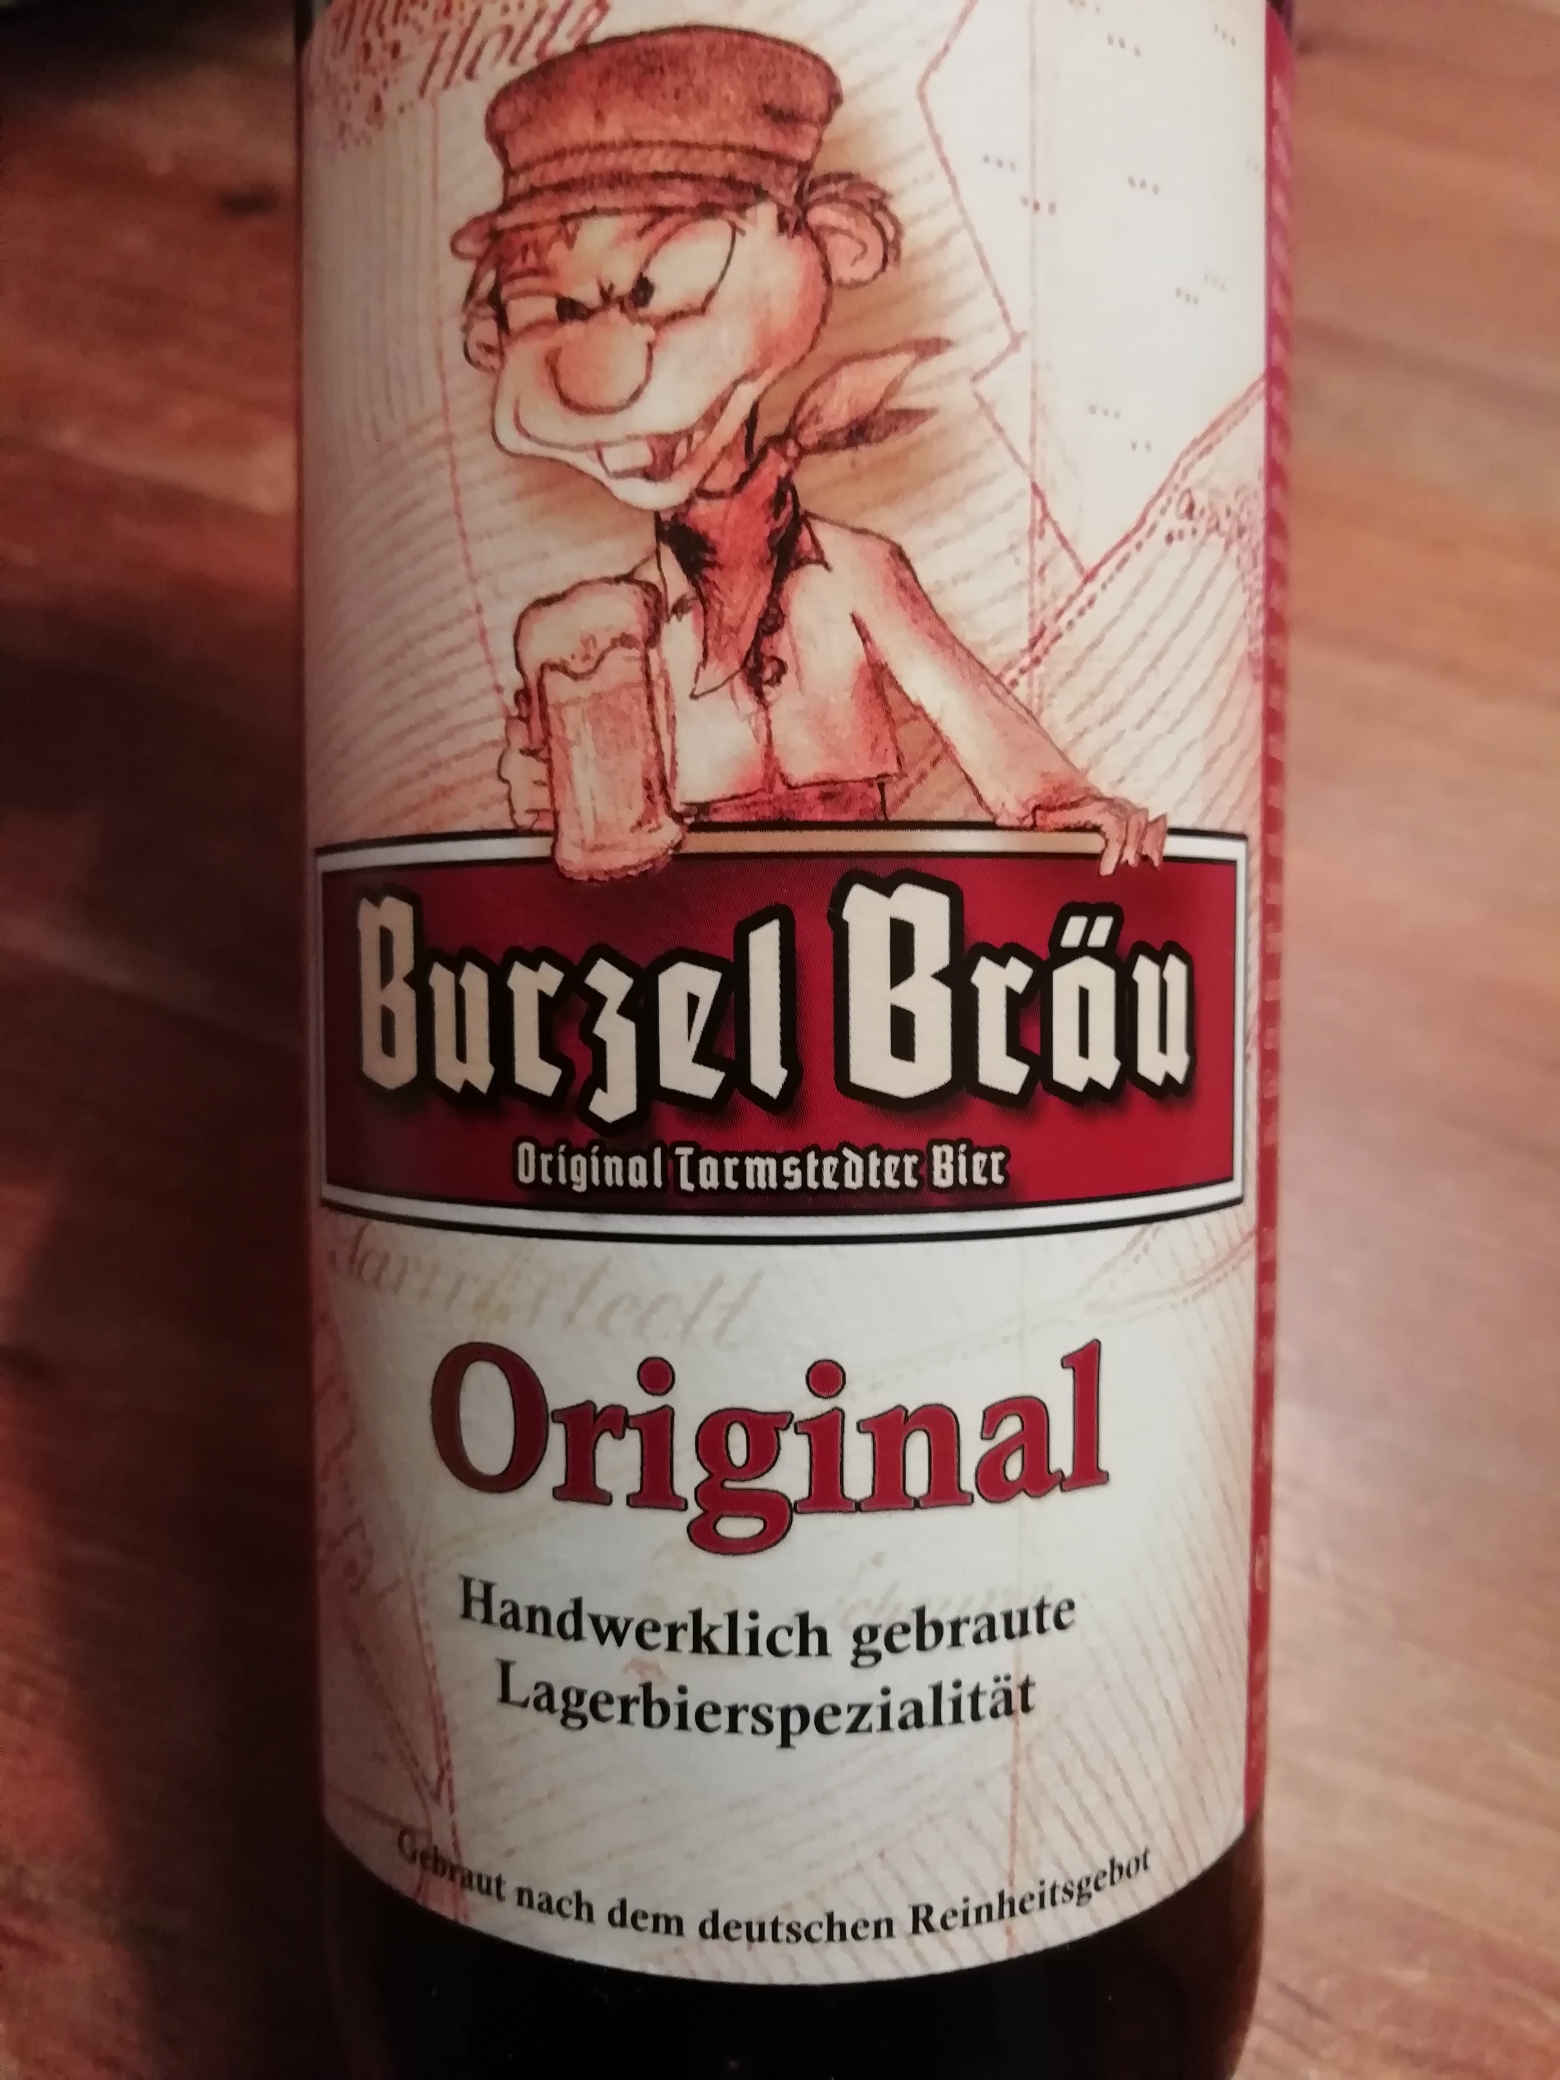 Burzel Bräu
Original Tarmstedter Bier
Original
Handwerklich gebraute
Lagerbierspezialität
Gebraut nach dem deutschen Reinheitsgebot